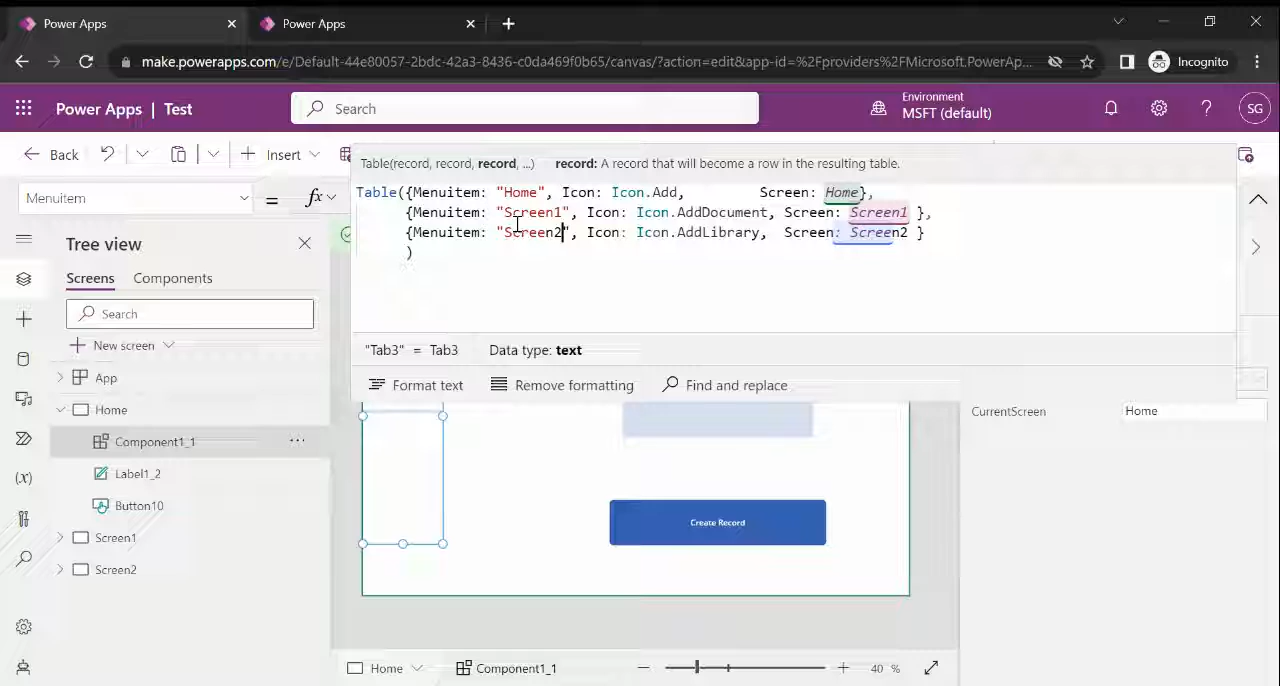 Power Apps
Power Apps
make.powerapps.com/e/Default-44e80057-2bdc-42a3-8436-c0da469f0b65/canvas/?action=edit&app-id=%2Fproviders%2FMicrosoft.PowerAp...
Incognito
Power Apps | Test
Search
Environment
MSFT (default)
SG
Back
Insert
Table(record, record, record, ...) record: A record that will become a row in the resulting table.
Menuitem
=
fx
Table({Menuitem: "Home", Icon: Icon.Add, Screen: Home},
{Menuitem: "Screen1", Icon: Icon.AddDocument, Screen: Screen1 },
{Menuitem: "Screen2", Icon: Icon.AddLibrary, Screen: Screen2 }
)
Tree view
Screens
Components
Search
New screen
"Tab3" = Tab3
Data type: text
App
Format text
Remove formatting
Find and replace
Home
CurrentScreen
Home
Component1_1
...
Label1_2
Button10
Create Record
Screen1
Screen2
(x)
Home
Component1_1
40 %